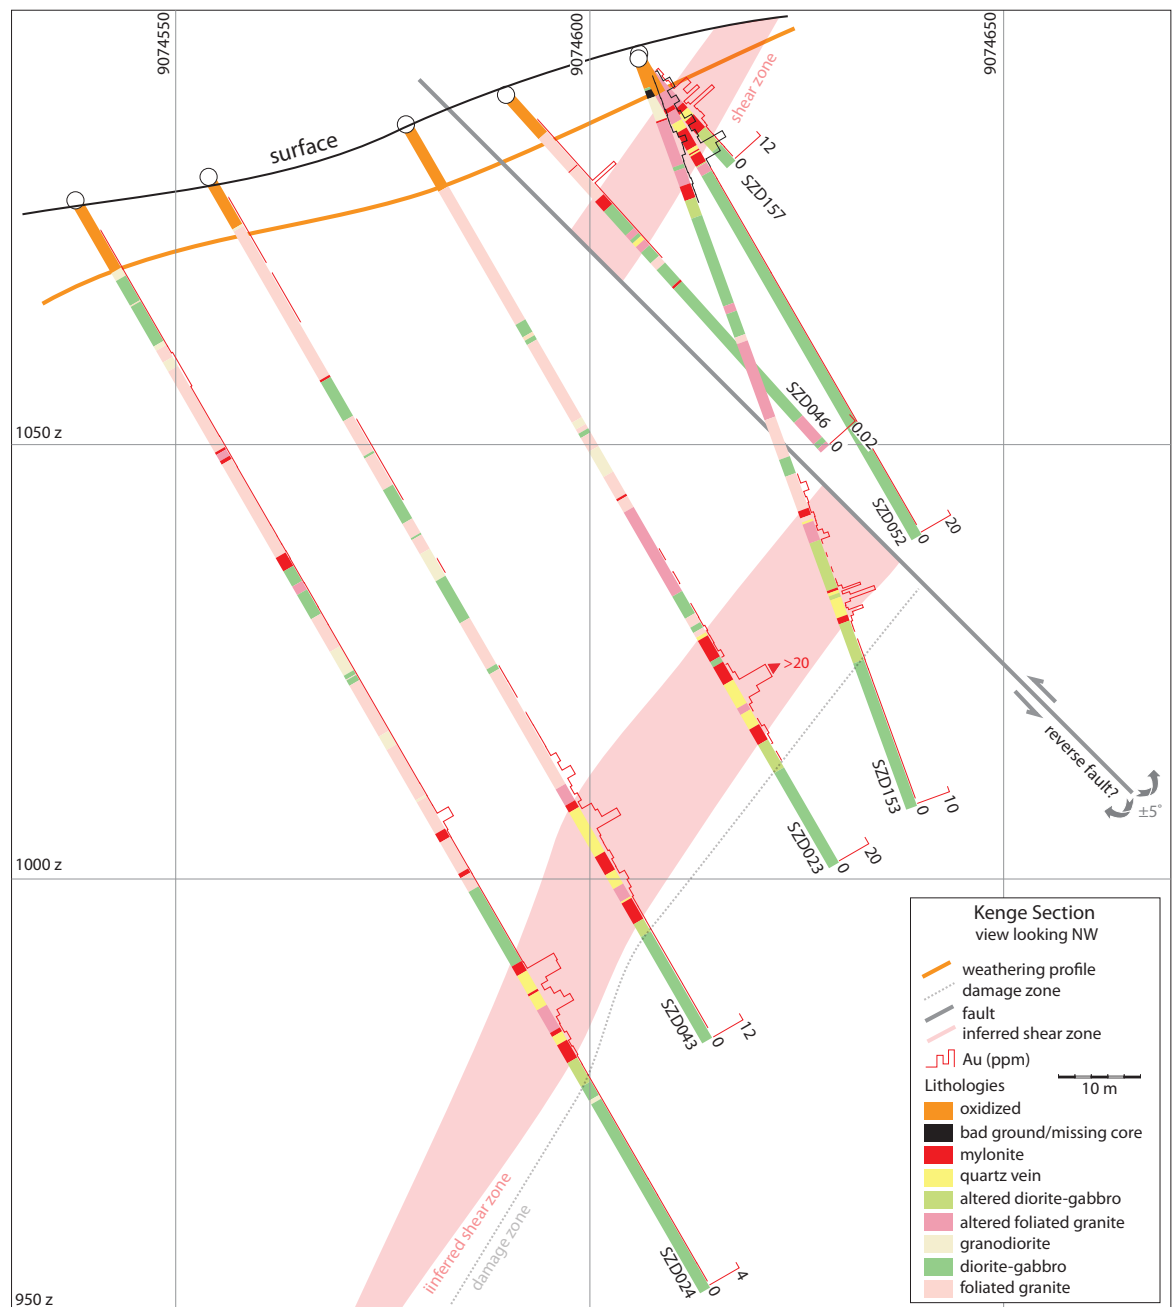 9074550
9074600
9074650
surface
shear zone
12
0
SZD157
SZD046
0.02
0
1050 z
SZD052
20
0
>20
reverse fault?
±5°
SZD153
10
0
SZD023
20
0
1000 z
SZD043
12
0
iinferred shear zone
damage zone
SZD024
4
0
950 z
Kenge Section
view looking NW
weathering profile
damage zone
fault
inferred shear zone
Au (ppm)
10 m
Lithologies
oxidized
bad ground/missing core
mylonite
quartz vein
altered diorite-gabbro
altered foliated granite
granodiorite
diorite-gabbro
foliated granite